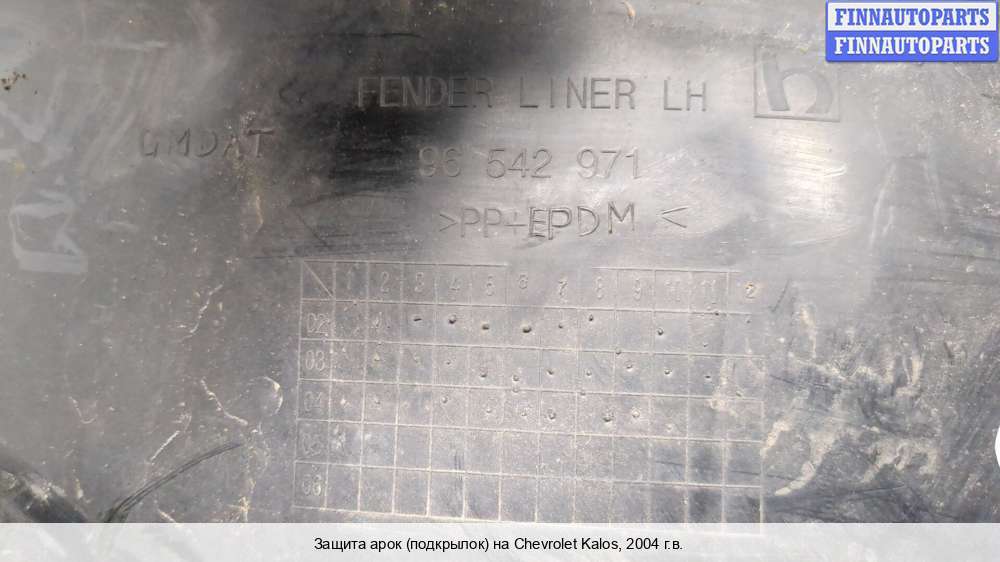 FINNAUTOPARTS
FINNAUTOPARTS
FENDER LINER LH
GMDAT
96 542 971
>PP+EPDM<
1 2 3 4 5 6 7 8 9 10 11 2
02
03
04
05
06
Защита арок (подкрылок) на Chevrolet Kalos, 2004 г.в.